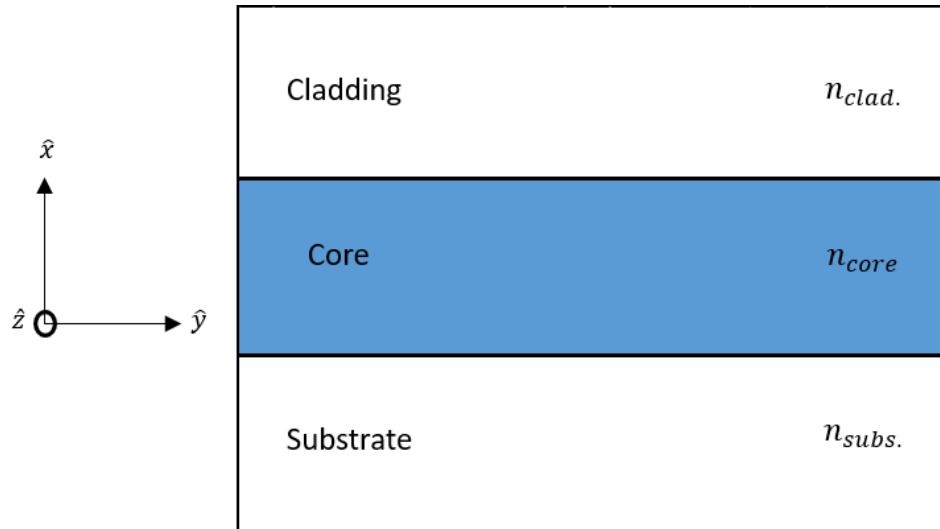 Cladding n_clad.
x̂
Core n_core
ẑ ŷ
Substrate n_subs.